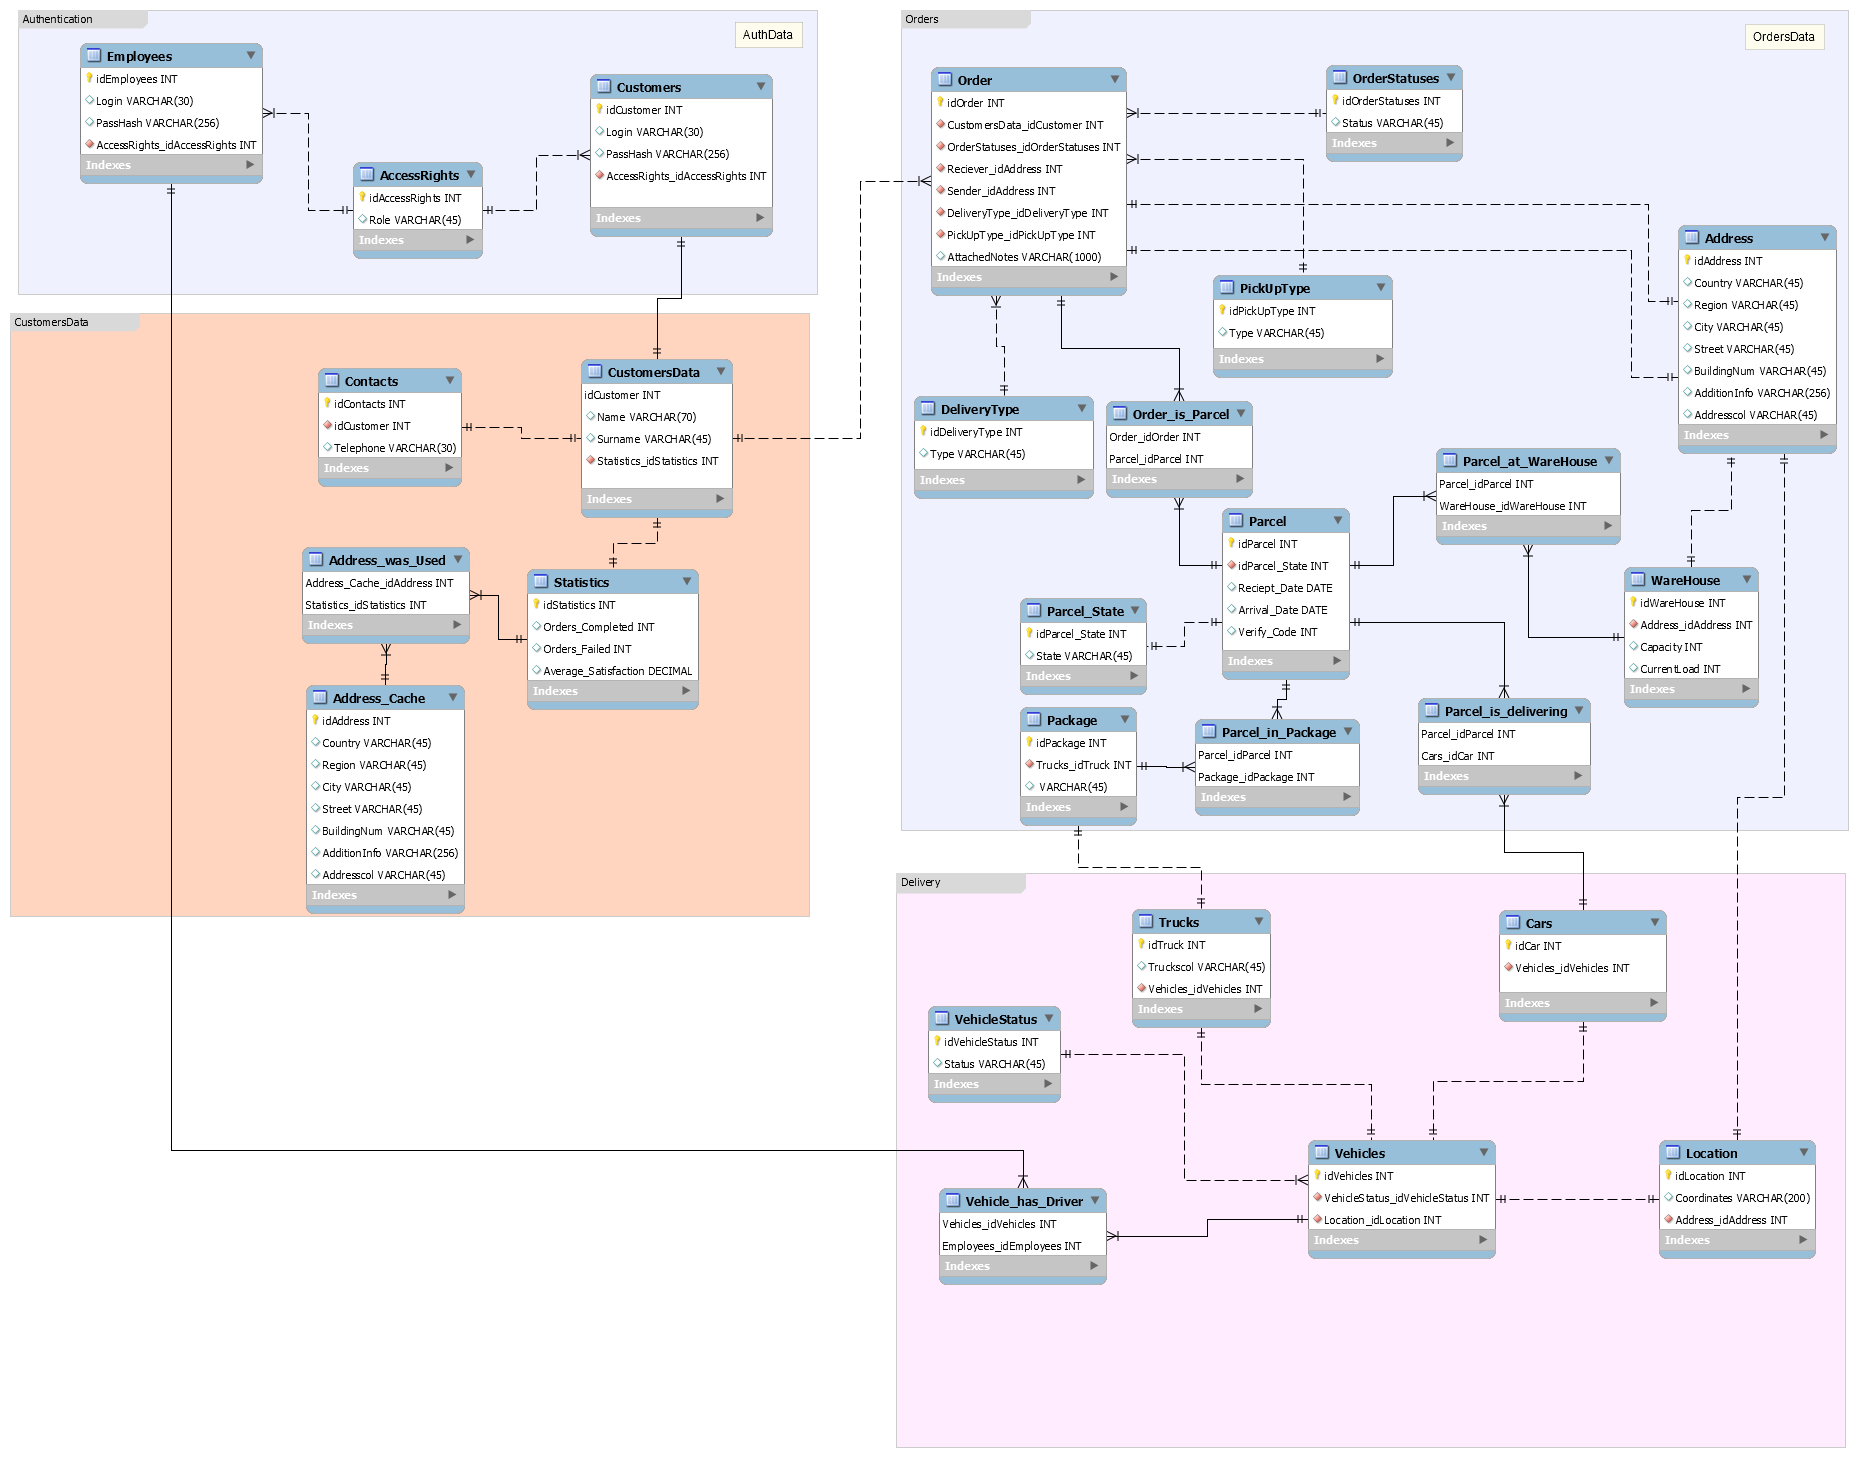 Authentication
AuthData
Employees
idEmployees INT
Login VARCHAR(30)
PassHash VARCHAR(256)
AccessRights_idAccessRights INT
Indexes
AccessRights
idAccessRights INT
Role VARCHAR(45)
Indexes
Customers
idCustomer INT
Login VARCHAR(30)
PassHash VARCHAR(256)
AccessRights_idAccessRights INT
Indexes
CustomersData
Contacts
idContacts INT
idCustomer INT
Telephone VARCHAR(30)
Indexes
CustomersData
idCustomer INT
Name VARCHAR(70)
Surname VARCHAR(45)
Statistics_idStatistics INT
Indexes
Address_was_Used
Address_Cache_idAddress INT
Statistics_idStatistics INT
Indexes
Statistics
idStatistics INT
Orders_Completed INT
Orders_Failed INT
Average_Satisfaction DECIMAL
Indexes
Address_Cache
idAddress INT
Country VARCHAR(45)
Region VARCHAR(45)
City VARCHAR(45)
Street VARCHAR(45)
BuildingNum VARCHAR(45)
AdditionInfo VARCHAR(256)
Addresscol VARCHAR(45)
Indexes
Orders
OrdersData
Order
idOrder INT
CustomersData_idCustomer INT
OrderStatuses_idOrderStatuses INT
Reciever_idAddress INT
Sender_idAddress INT
DeliveryType_idDeliveryType INT
PickUpType_idPickUpType INT
AttachedNotes VARCHAR(1000)
Indexes
OrderStatuses
idOrderStatuses INT
Status VARCHAR(45)
Indexes
PickUpType
idPickUpType INT
Type VARCHAR(45)
Indexes
Address
idAddress INT
Country VARCHAR(45)
Region VARCHAR(45)
City VARCHAR(45)
Street VARCHAR(45)
BuildingNum VARCHAR(45)
AdditionInfo VARCHAR(256)
Addresscol VARCHAR(45)
Indexes
DeliveryType
idDeliveryType INT
Type VARCHAR(45)
Indexes
Order_is_Parcel
Order_idOrder INT
Parcel_idParcel INT
Indexes
Parcel_at_WareHouse
Parcel_idParcel INT
WareHouse_idWareHouse INT
Indexes
Parcel
idParcel INT
idParcel_State INT
Reciept_Date DATE
Arrival_Date DATE
Verify_Code INT
Indexes
WareHouse
idWareHouse INT
Address_idAddress INT
Capacity INT
CurrentLoad INT
Indexes
Parcel_State
idParcel_State INT
State VARCHAR(45)
Indexes
Package
idPackage INT
Trucks_idTruck INT
VARCHAR(45)
Indexes
Parcel_in_Package
Parcel_idParcel INT
Package_idPackage INT
Indexes
Parcel_is_delivering
Parcel_idParcel INT
Cars_idCar INT
Indexes
Delivery
Trucks
idTruck INT
Truckscol VARCHAR(45)
Vehicles_idVehicles INT
Indexes
Cars
idCar INT
Vehicles_idVehicles INT
Indexes
VehicleStatus
idVehicleStatus INT
Status VARCHAR(45)
Indexes
Vehicles
idVehicles INT
VehicleStatus_idVehicleStatus INT
Location_idLocation INT
Indexes
Location
idLocation INT
Coordinates VARCHAR(200)
Address_idAddress INT
Indexes
Vehicle_has_Driver
Vehicles_idVehicles INT
Employees_idEmployees INT
Indexes